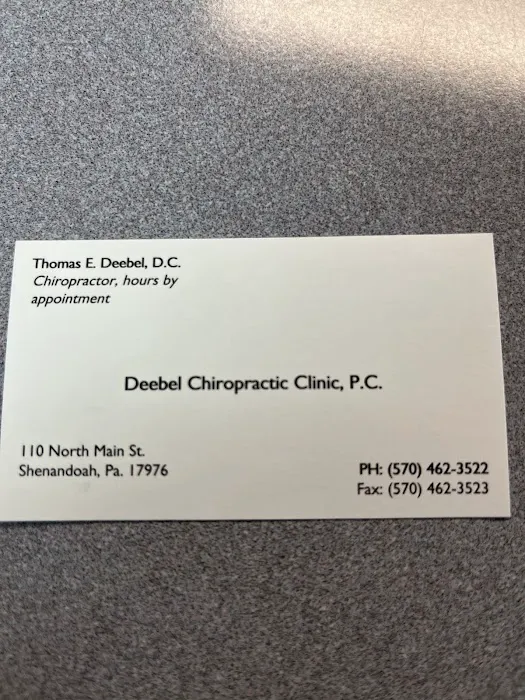 Thomas E. Deebel, D.C.
Chiropractor, hours by
appointment
Deebel Chiropractic Clinic, P.C.
110 North Main St.
Shenandoah, Pa. 17976
PH: (570) 462-3522
Fax: (570) 462-3523